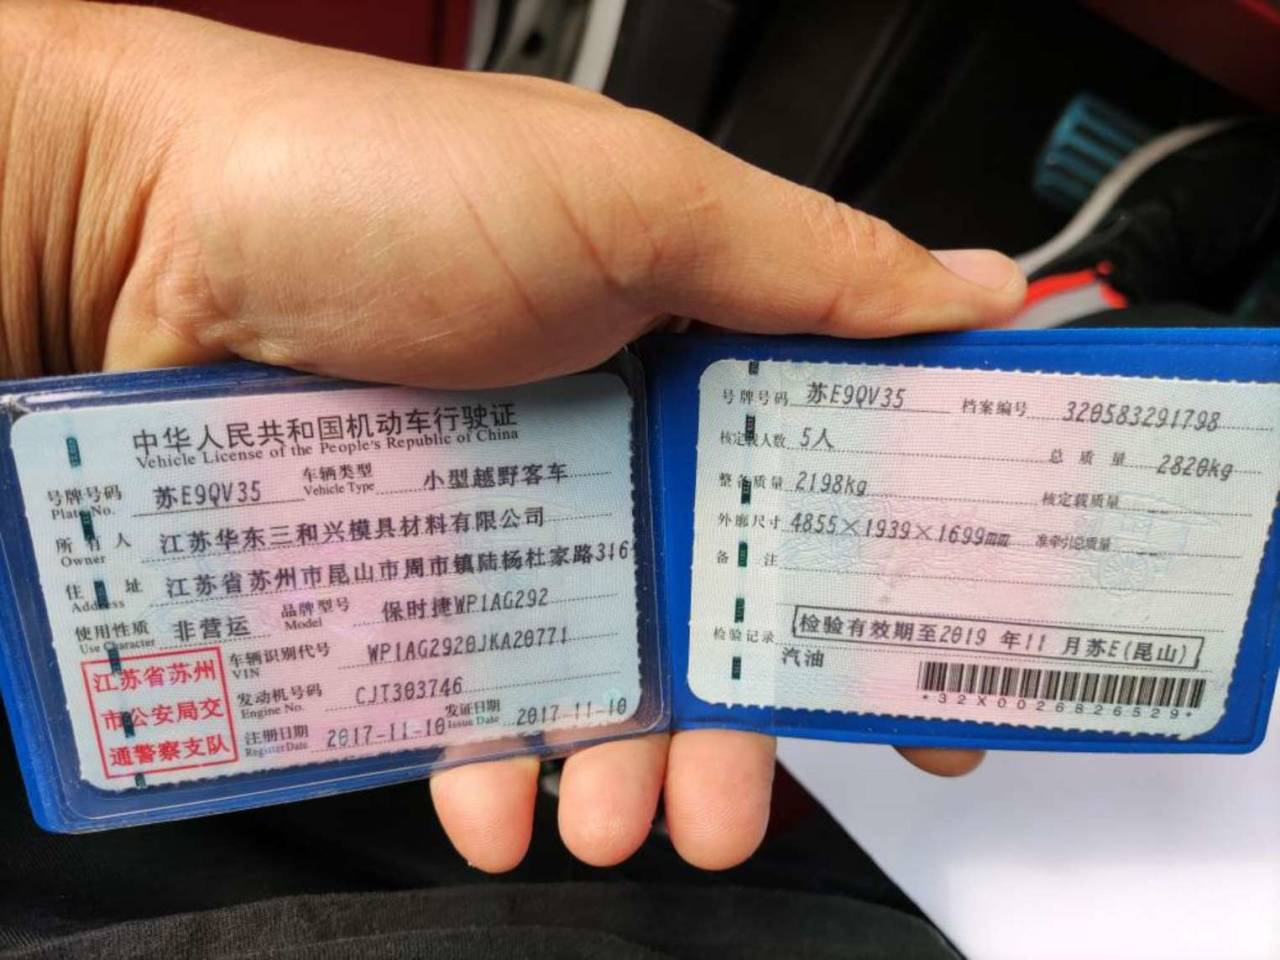 中华人民共和国机动车行驶证
Vehicle License of the People's Republic of China
号牌号码 苏E9QV35 车辆类型 小型越野客车
Plate No. Vehicle Type
所有人 江苏华东三和兴模具材料有限公司
Owner
住址 江苏省苏州市昆山市周市镇陆杨杜家路316
Address
使用性质 非营运 品牌型号 保时捷WP1AG292
Use Character Model
江苏省苏州
市公安局交
通警察支队
车辆识别代号 WP1AG2920JKA20771
VIN
发动机号码 CJT303746
Engine No.
注册日期 2017-11-10 发证日期 2017-11-10
Register Date Issue Date
号牌号码 苏E9QV35 档案编号 320583291798
核定载人数 5人 总质量 2820kg
整备质量 2198kg 核定载质量
外廓尺寸 4855×1939×1699mm 准牵引总质量
备注
检验记录 检验有效期至2019 年11 月苏E(昆山)
汽油
*32X0026826529*